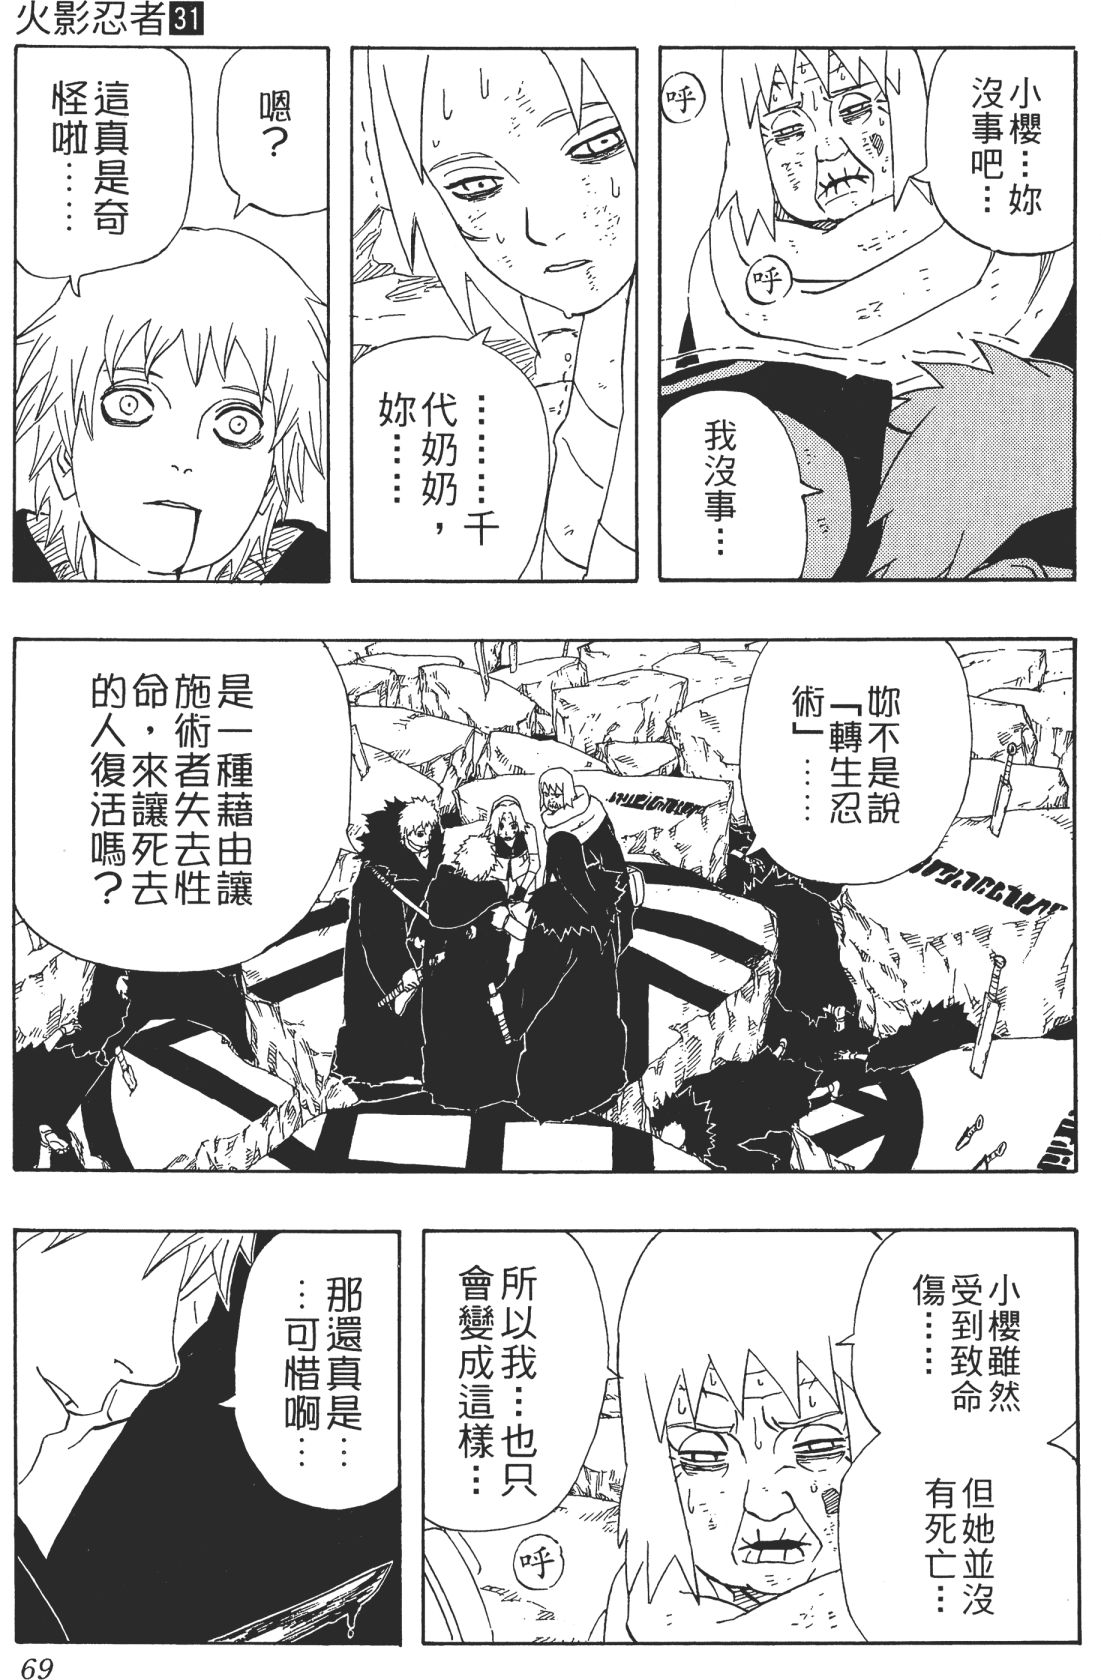 火影忍者31
小櫻…妳
沒事吧…
呼
呼
我沒事…
…………千
代奶奶，
妳……
嗯？
這真是奇
怪啦……
妳不是說
「轉生忍
術」……
是一種藉由讓
施術者失去性
命，來讓死去
的人復活嗎？
小櫻雖然
受到致命
傷……
但她並沒
有死亡…
所以我…也只
會變成這樣…
呼
那還真是…
…可惜啊…
69